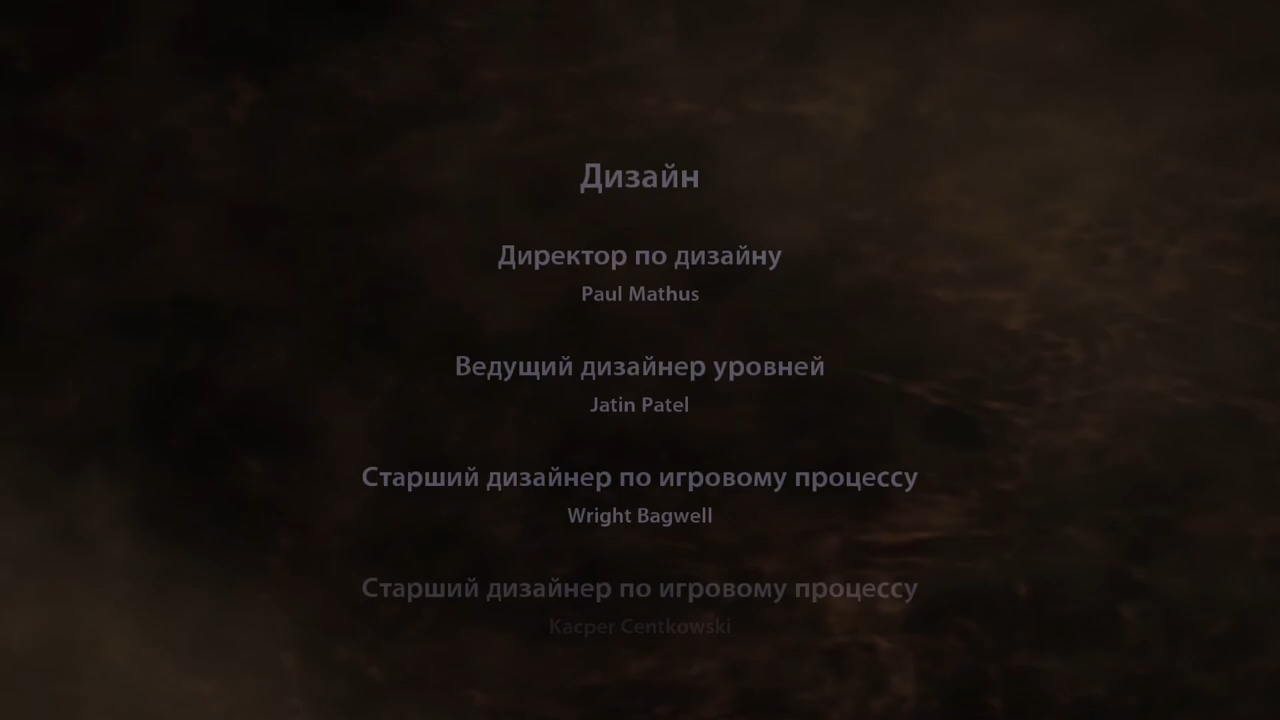 Дизайн
Директор по дизайну
Paul Mathus
Ведущий дизайнер уровней
Jatin Patel
Старший дизайнер по игровому процессу
Wright Bagwell
Старший дизайнер по игровому процессу
Kacper Centkowski